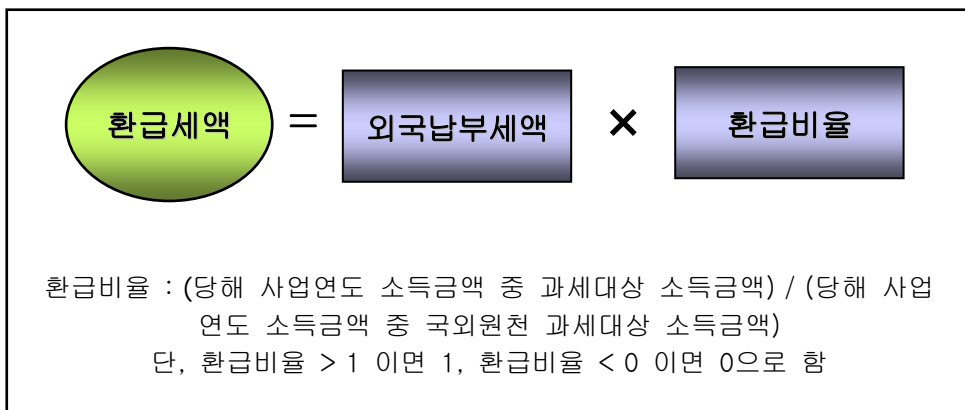 환급세액 = 외국납부세액 × 환급비율
환급비율 : (당해 사업연도 소득금액 중 과세대상 소득금액) / (당해 사업
연도 소득금액 중 국외원천 과세대상 소득금액)
단, 환급비율 > 1 이면 1, 환급비율 < 0 이면 0으로 함